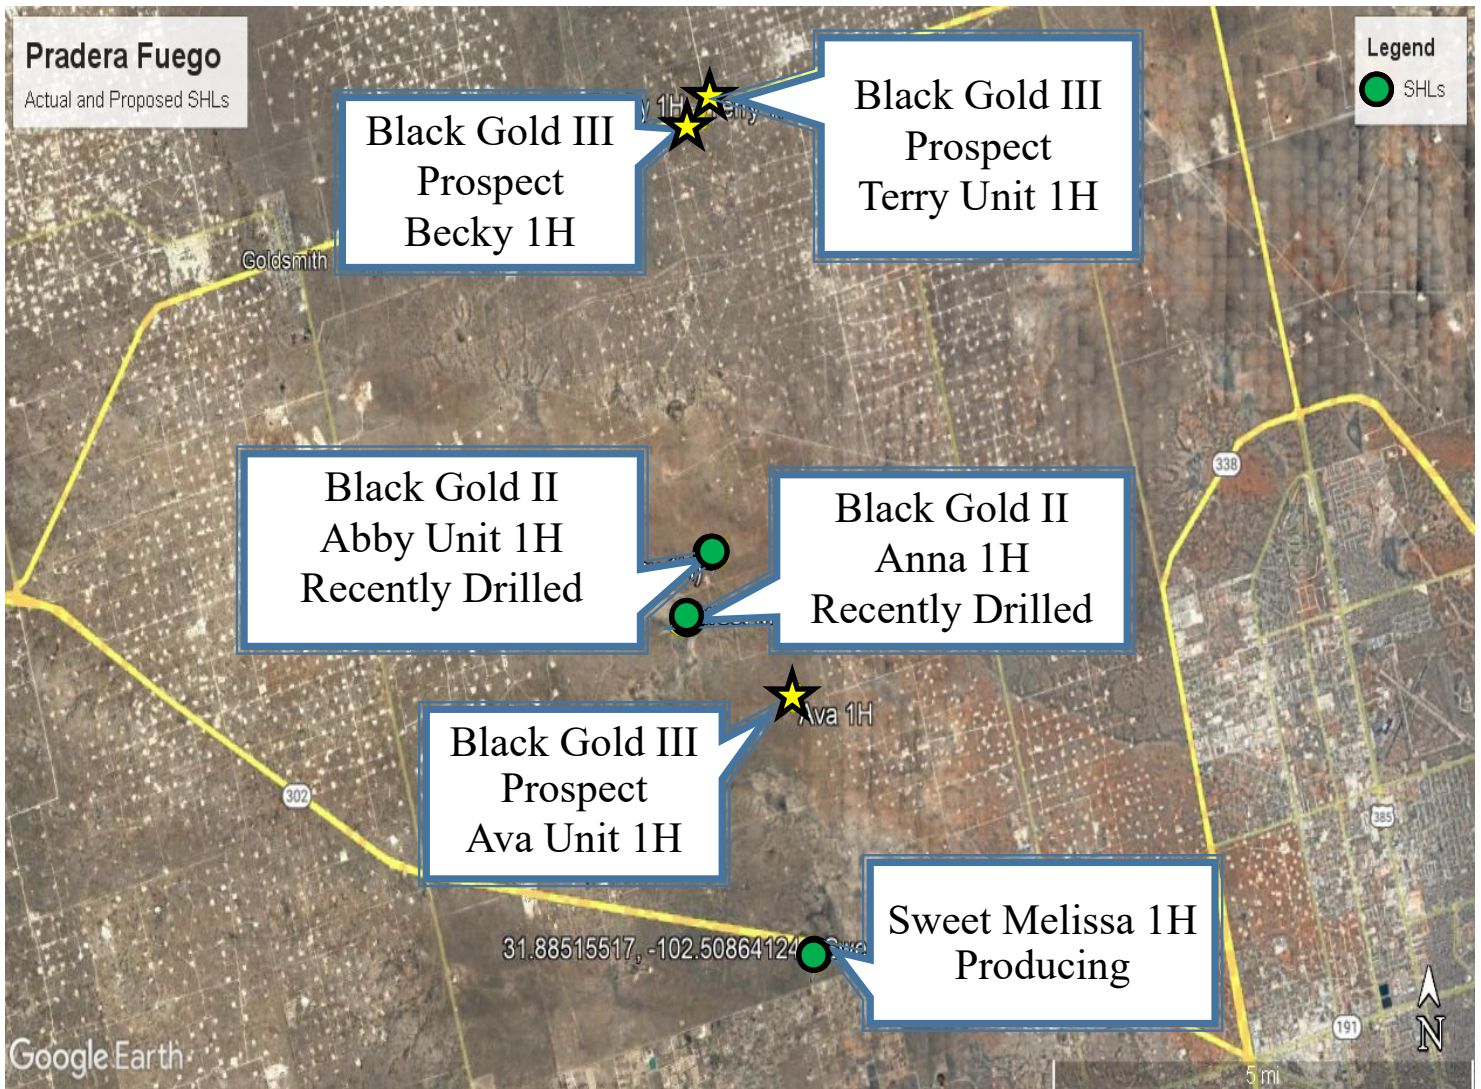 Pradera Fuego
Actual and Proposed SHLs
Legend
SHLs
Black Gold III
Prospect
Terry Unit 1H
Black Gold III
Prospect
Becky 1H
1H
Goldsmith
338
Black Gold II
Abby Unit 1H
Recently Drilled
Black Gold II
Anna 1H
Recently Drilled
Ava 1H
Black Gold III
Prospect
Ava Unit 1H
302
385
31.88515517, -102.50864124
Sweet Melissa 1H
Producing
191
N
Google Earth
5 mi